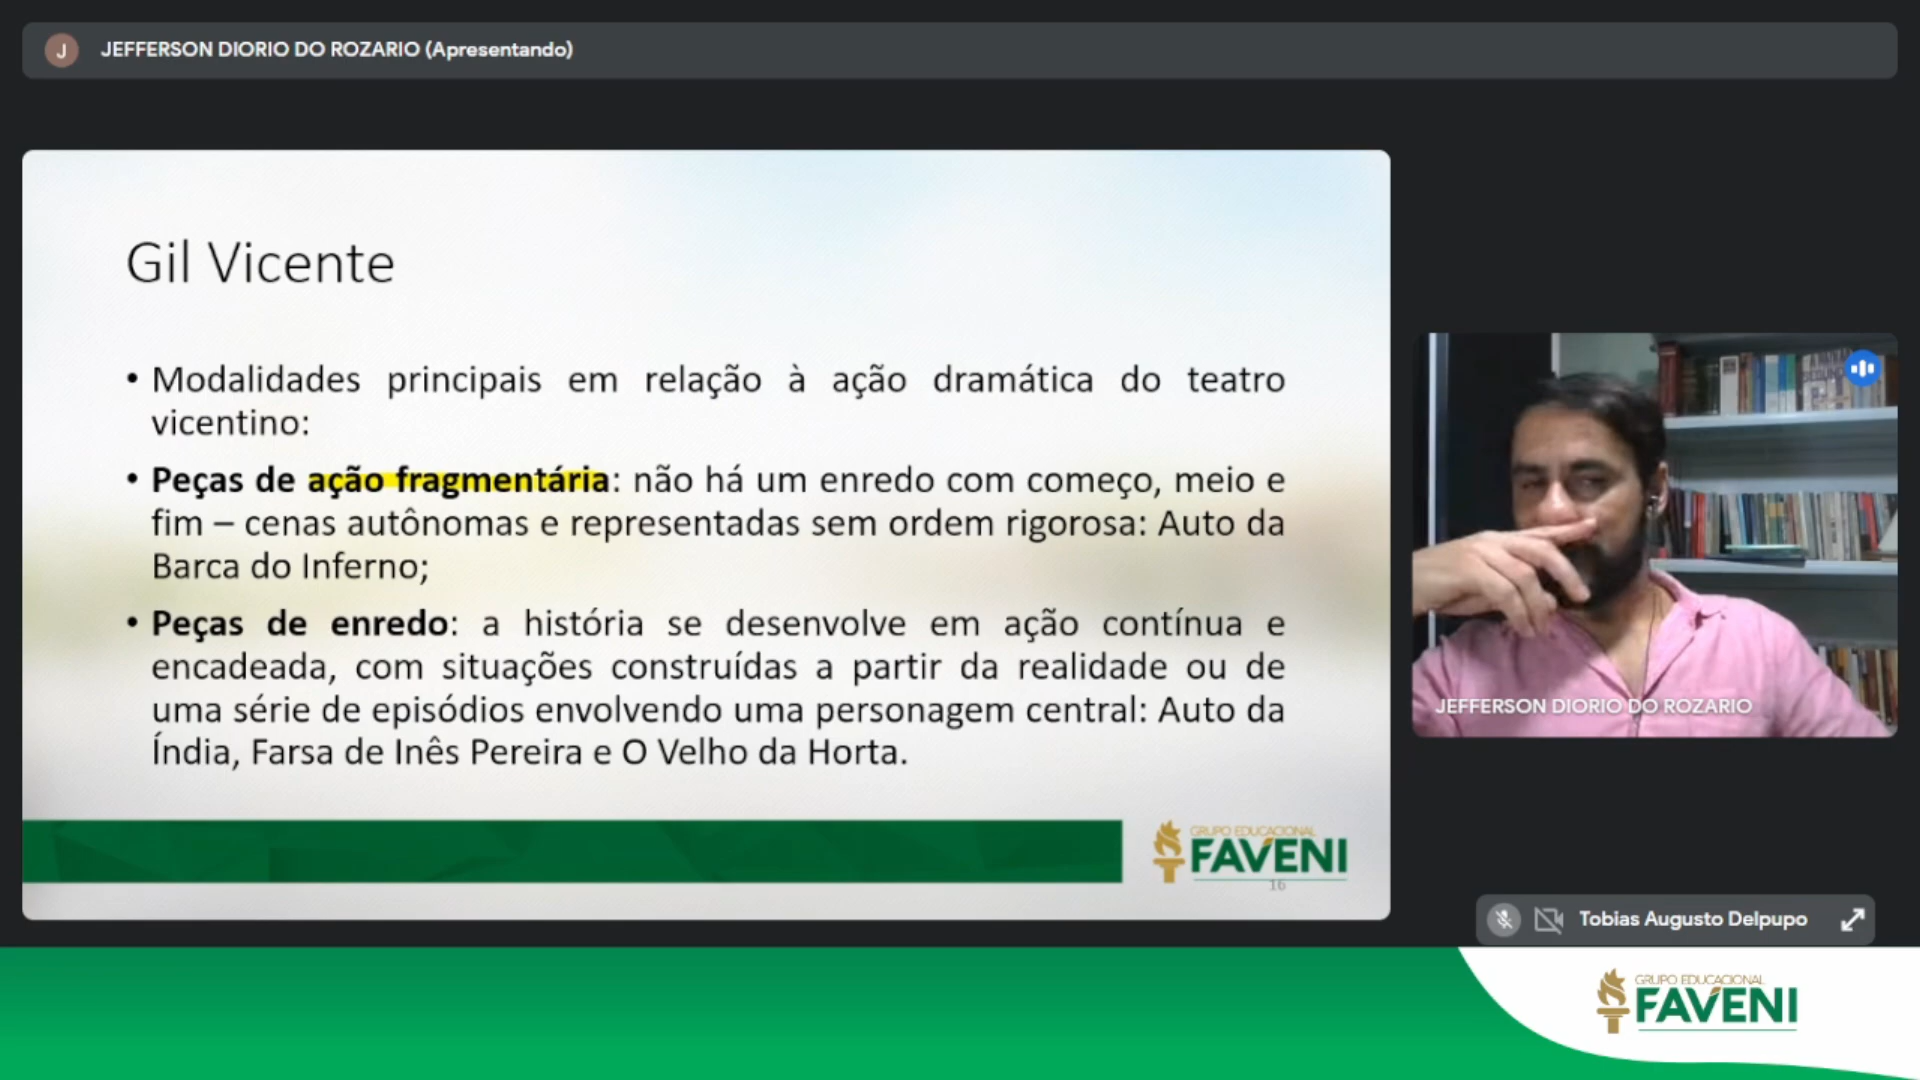 J JEFFERSON DIORIO DO ROZARIO (Apresentando)
Gil Vicente
• Modalidades principais em relação à ação dramática do teatro
vicentino:
• Peças de ação fragmentária: não há um enredo com começo, meio e
fim – cenas autônomas e representadas sem ordem rigorosa: Auto da
Barca do Inferno;
• Peças de enredo: a história se desenvolve em ação contínua e
encadeada, com situações construídas a partir da realidade ou de
uma série de episódios envolvendo uma personagem central: Auto da
Índia, Farsa de Inês Pereira e O Velho da Horta.
GRUPO EDUCACIONAL
FAVENI
16
JEFFERSON DIORIO DO ROZARIO
Tobias Augusto Delpupo
GRUPO EDUCACIONAL
FAVENI